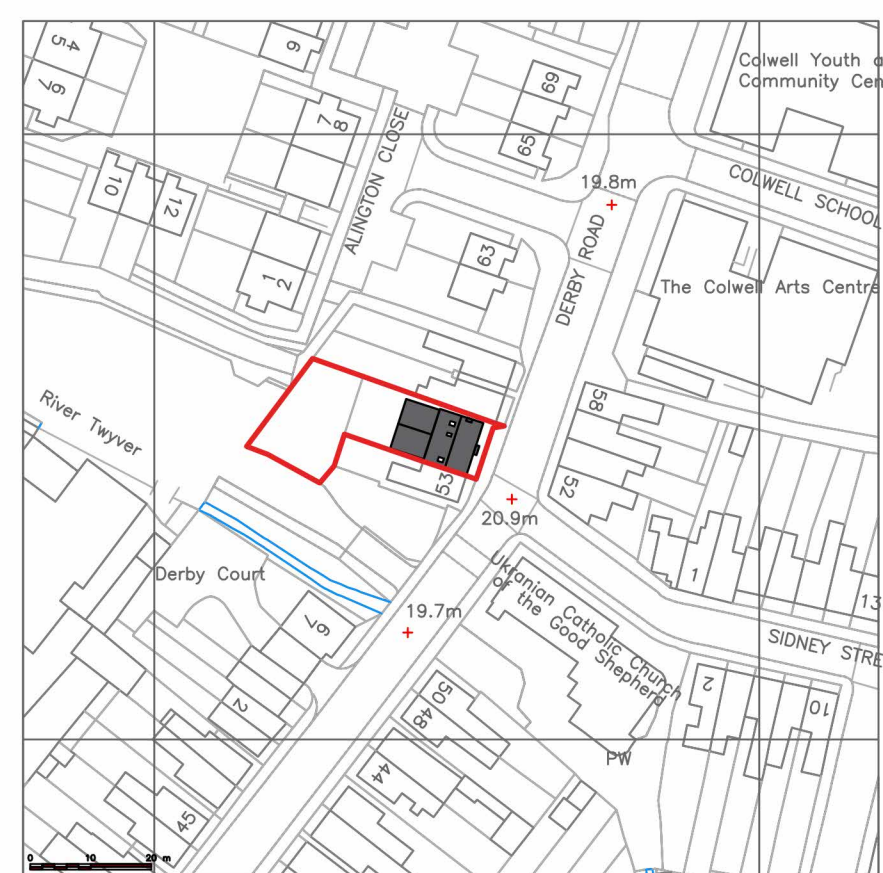 4
5
6
7
9
7
8
69
65
Colwell Youth a
Community Cen
ALINGTON CLOSE
19.8m
COLWELL SCHOOL
10
12
1
2
63
DERBY ROAD
The Colwell Arts Centre
River Twyver
58
52
53
20.9m
Derby Court
Ukranian Catholic Church
of the Good Shepherd
1
13
19.7m
SIDNEY STRE
2
50
48
2
10
44
PW
45
0 10 20 m